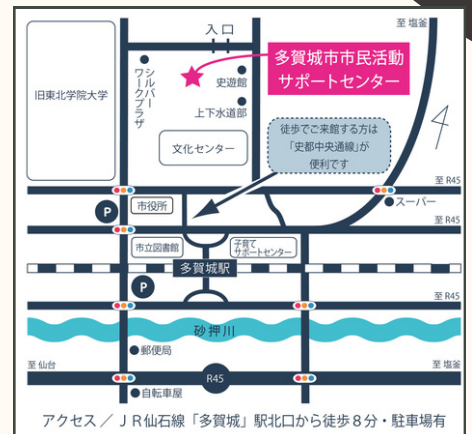 至 塩釜
入口
多賀城市市民活動
サポートセンター
旧東北学院大学
シルバー
ワークプラザ
史遊館
上下水道部
文化センター
徒歩でご来館する方は
「史都中央通線」が
便利です
至 R45
スーパー
P
市役所
至 R45
市立図書館
子育て
サポートセンター
多賀城駅
P
至 R45
砂押川
郵便局
至 仙台
至 塩釜
R45
自転車屋
アクセス／ＪＲ仙石線「多賀城」駅北口から徒歩８分・駐車場有